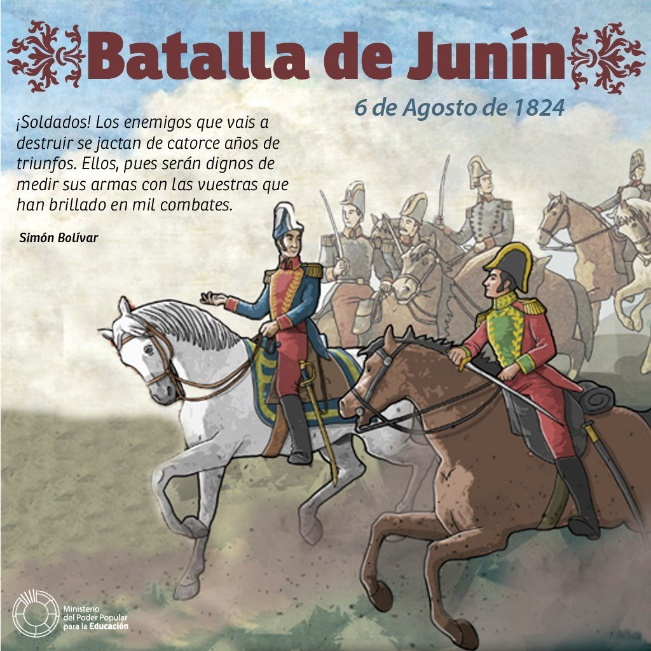 Batalla de Junín
6 de Agosto de 1824
¡Soldados! Los enemigos que vais a
destruir se jactan de catorce años de
triunfos. Ellos, pues serán dignos de
medir sus armas con las vuestras que
han brillado en mil combates.
Simón Bolívar
Ministerio
del Poder Popular
para la Educación